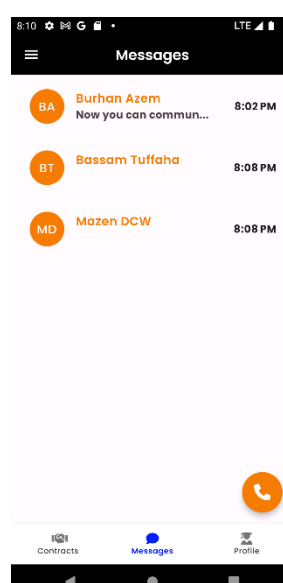 8:10 G LTE
Messages
BA Burhan Azem
Now you can commun... 8:02 PM
BT Bassam Tuffaha
8:08 PM
MD Mazen DCW
8:08 PM
Contracts Messages Profile